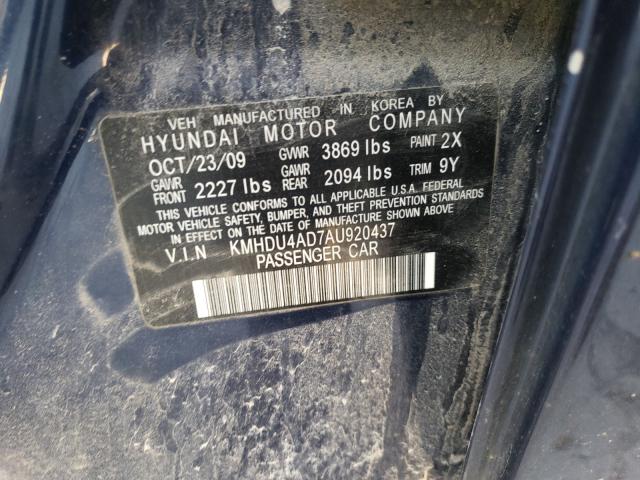 VEH MANUFACTURED IN KOREA BY
HYUNDAI MOTOR COMPANY
OCT/23/09 GVWR 3869 lbs PAINT 2X
GAWR FRONT 2227 lbs GAWR REAR 2094 lbs TRIM 9Y
THIS VEHICLE CONFORMS TO ALL APPLICABLE U.S.A. FEDERAL
MOTOR VEHICLE SAFETY, BUMPER, AND THEFT PREVENTION STANDARDS
IN EFFECT ON THE DATE OF MANUFACTURE SHOWN ABOVE.
V.I.N KMHDU4AD7AU920437
PASSENGER CAR